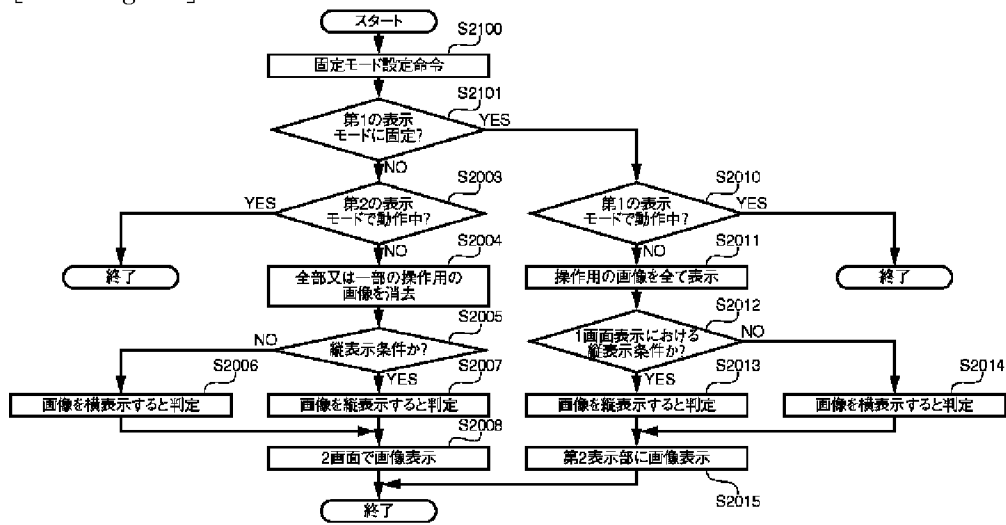 スタート
S2100
固定モード設定命令
S2101
第1の表示
モードに固定?
YES
NO
S2003
第2の表示
モードで動作中?
YES
NO
終了
S2010
第1の表示
モードで動作中?
YES
NO
終了
S2004
全部又は一部の操作用の
画像を消去
S2011
操作用の画像を全て表示
S2005
縦表示条件か?
NO
YES
S2012
1画面表示における
縦表示条件か?
NO
YES
S2006
画像を横表示すると判定
S2007
画像を縦表示すると判定
S2013
画像を縦表示すると判定
S2014
画像を横表示すると判定
S2008
2画面で画像表示
第2表示部に画像表示
S2015
終了